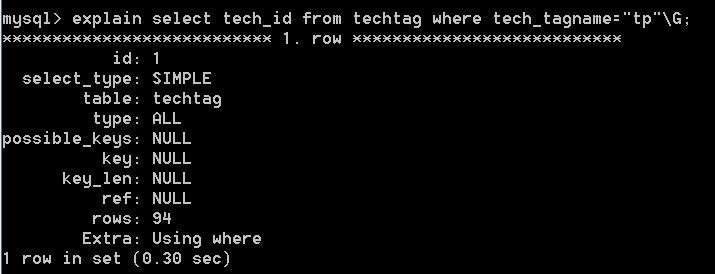 mysql> explain select tech_id from techtag where tech_tagname="tp"\G;
*************************** 1. row ***************************
id: 1
select_type: SIMPLE
table: techtag
type: ALL
possible_keys: NULL
key: NULL
key_len: NULL
ref: NULL
rows: 94
Extra: Using where
1 row in set (0.30 sec)